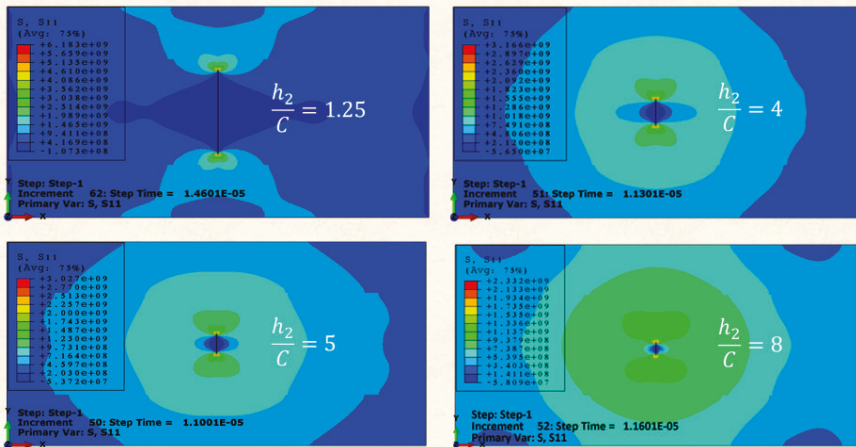 S, S11
(Avg: 75%)
+6.183e+09
+5.659e+09
+5.135e+09
+4.610e+09
+4.086e+09
+3.562e+09
+3.038e+09
+2.514e+09
+1.989e+09
+1.465e+09
+9.411e+08
+4.169e+08
-1.073e+08
h2/C = 1.25
Step: Step-1
Increment 62: Step Time = 1.4601E-05
Primary Var: S, S11
Y
X
S, S11
(Avg: 75%)
+3.166e+09
+2.897e+09
+2.629e+09
+2.360e+09
+2.092e+09
+1.823e+09
+1.555e+09
+1.286e+09
+1.018e+09
+7.491e+08
+4.806e+08
+2.120e+08
-5.650e+07
h2/C = 4
Step: Step-1
Increment 51: Step Time = 1.1301E-05
Primary Var: S, S11
Y
X
S, S11
(Avg: 75%)
+3.027e+09
+2.770e+09
+2.513e+09
+2.257e+09
+2.000e+09
+1.743e+09
+1.487e+09
+1.230e+09
+9.731e+08
+7.164e+08
+4.597e+08
+2.030e+08
-5.372e+07
h2/C = 5
Step: Step-1
Increment 50: Step Time = 1.1001E-05
Primary Var: S, S11
Y
X
S, S11
(Avg: 75%)
+2.332e+09
+2.133e+09
+1.934e+09
+1.735e+09
+1.535e+09
+1.336e+09
+1.137e+09
+9.379e+08
+7.387e+08
+5.395e+08
+3.403e+08
+1.411e+08
-5.809e+07
h2/C = 8
Step: Step-1
Increment 52: Step Time = 1.1601E-05
Primary Var: S, S11
Y
X